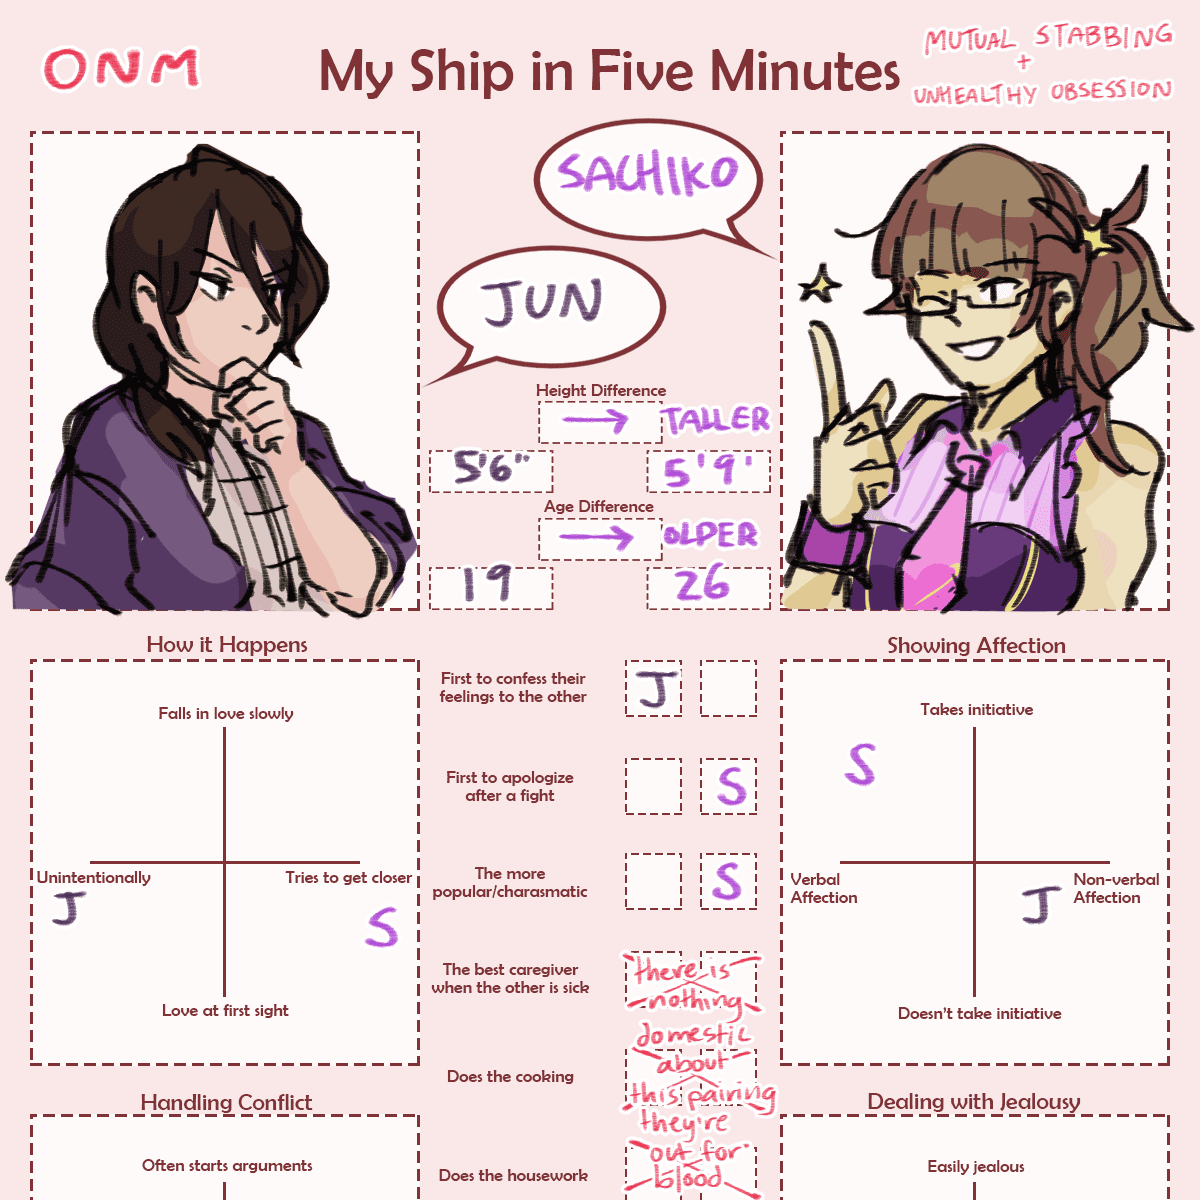 ONM
My Ship in Five Minutes
MUTUAL STABBING
+
UNHEALTHY OBSESSION
SACHIKO
JUN
Height Difference
→ TALLER
5'6"
5'9'
Age Difference
→ OLDER
19
26
How it Happens
Falls in love slowly
Unintentionally
Tries to get closer
J
S
Love at first sight
First to confess their
feelings to the other
J
First to apologize
after a fight
S
The more
popular/charasmatic
S
The best caregiver
when the other is sick
Does the cooking
Does the housework
there is
nothing
domestic
about
this pairing
they're
out for
blood
Showing Affection
Takes initiative
S
Verbal
Affection
Non-verbal
Affection
J
Doesn't take initiative
Handling Conflict
Often starts arguments
Dealing with Jealousy
Easily jealous